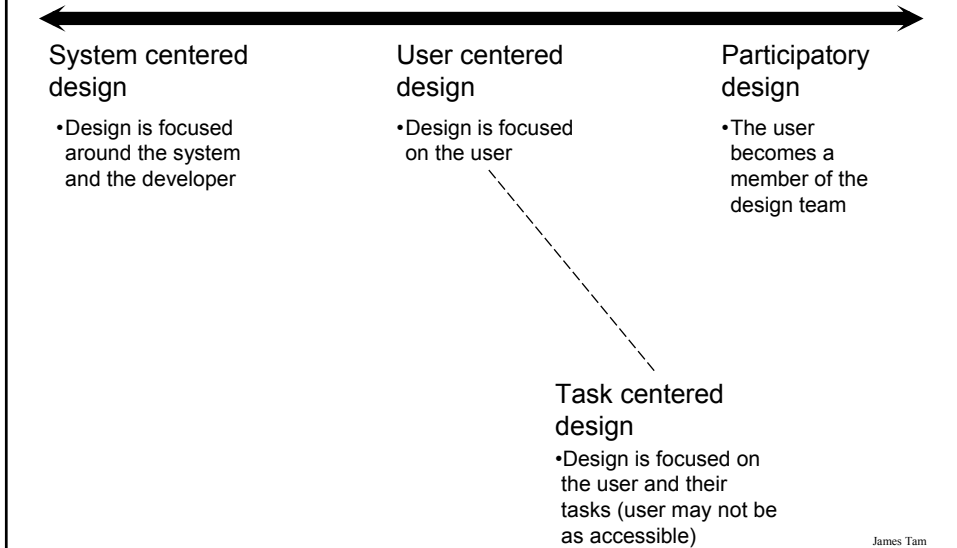 System centered
design
•Design is focused
around the system
and the developer
User centered
design
•Design is focused
on the user
Participatory
design
•The user
becomes a
member of the
design team
Task centered
design
•Design is focused on
the user and their
tasks (user may not be
as accessible)
James Tam